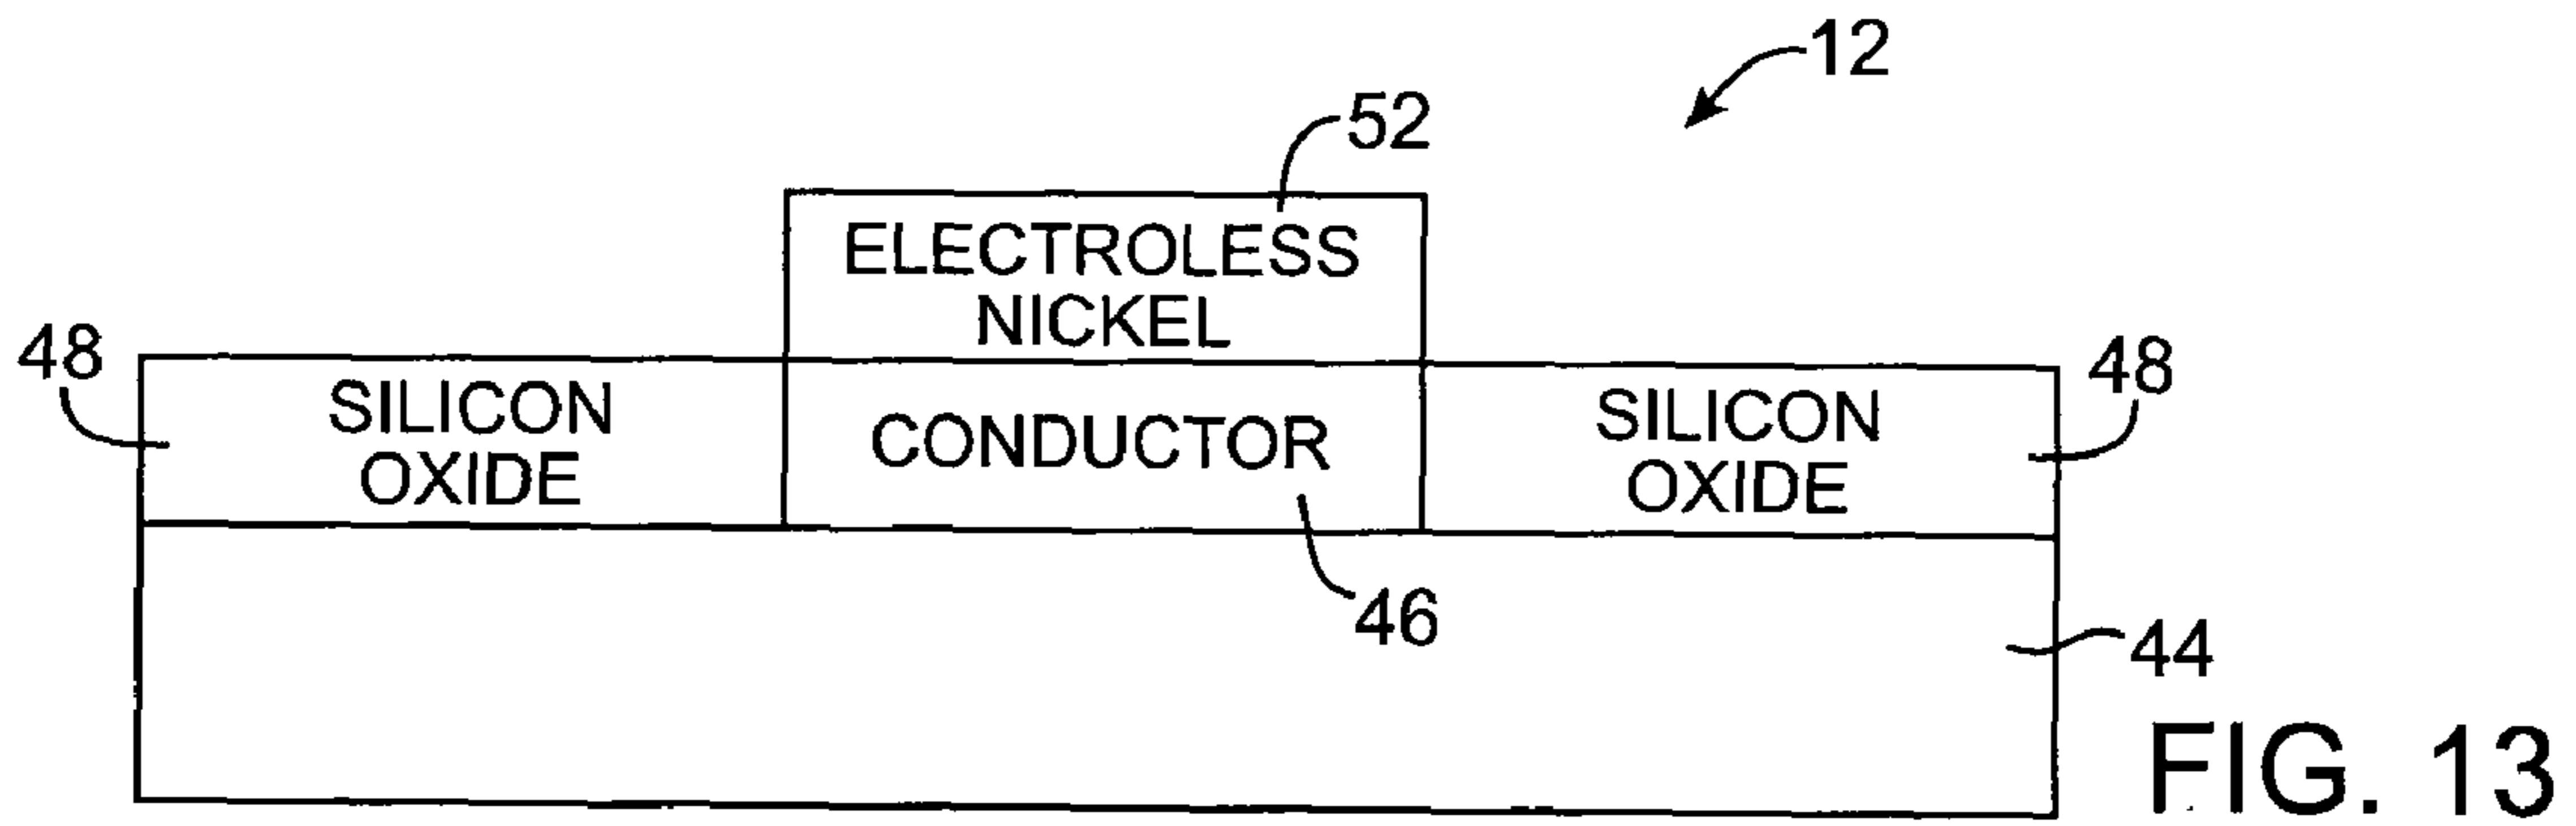 12
52
ELECTROLESS
NICKEL
48
SILICON
OXIDE
CONDUCTOR
SILICON
OXIDE
48
46
44
FIG. 13